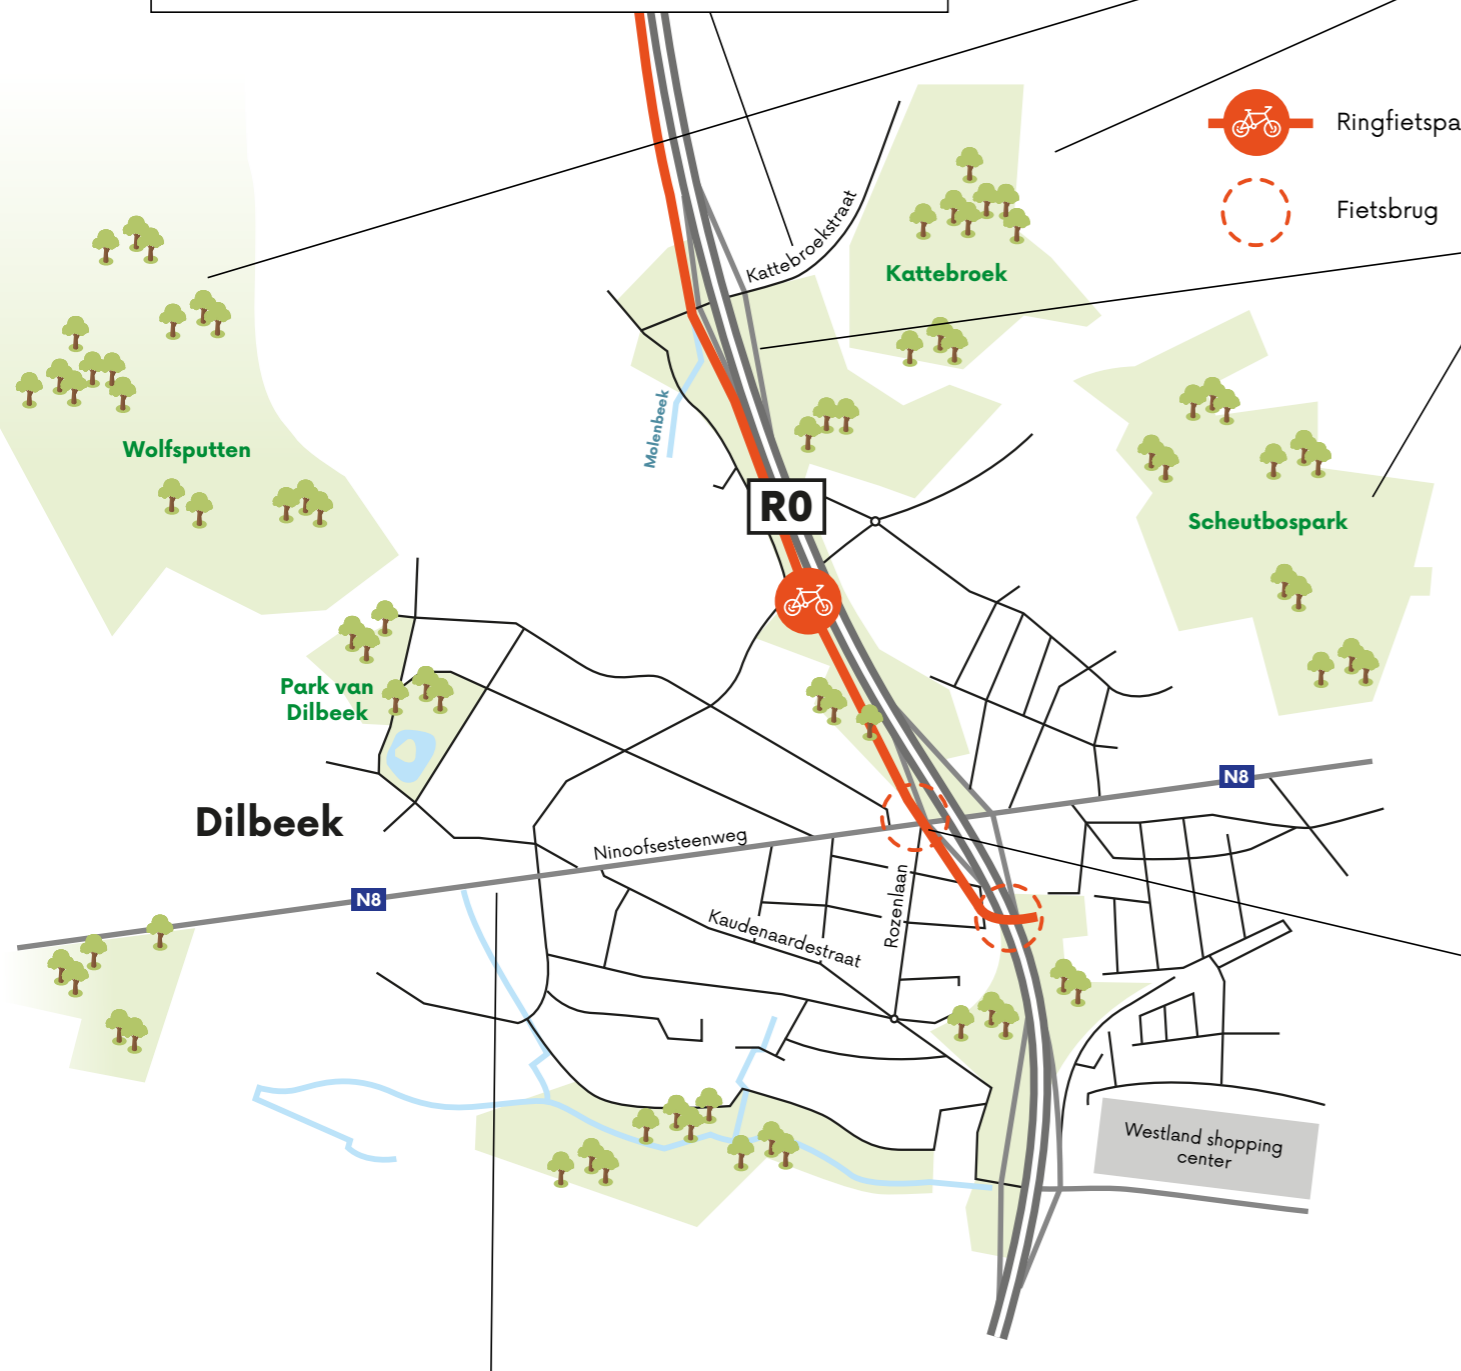 Ringfietspa
Fietsbrug
Kattebroekstraat
Kattebroek
Molenbeek
Wolfsputten
R0
Scheutbospark
Park van
Dilbeek
N8
Dilbeek
Ninoofsesteenweg
N8
Rozenlaan
Kaudenaardestraat
Westland shopping
center